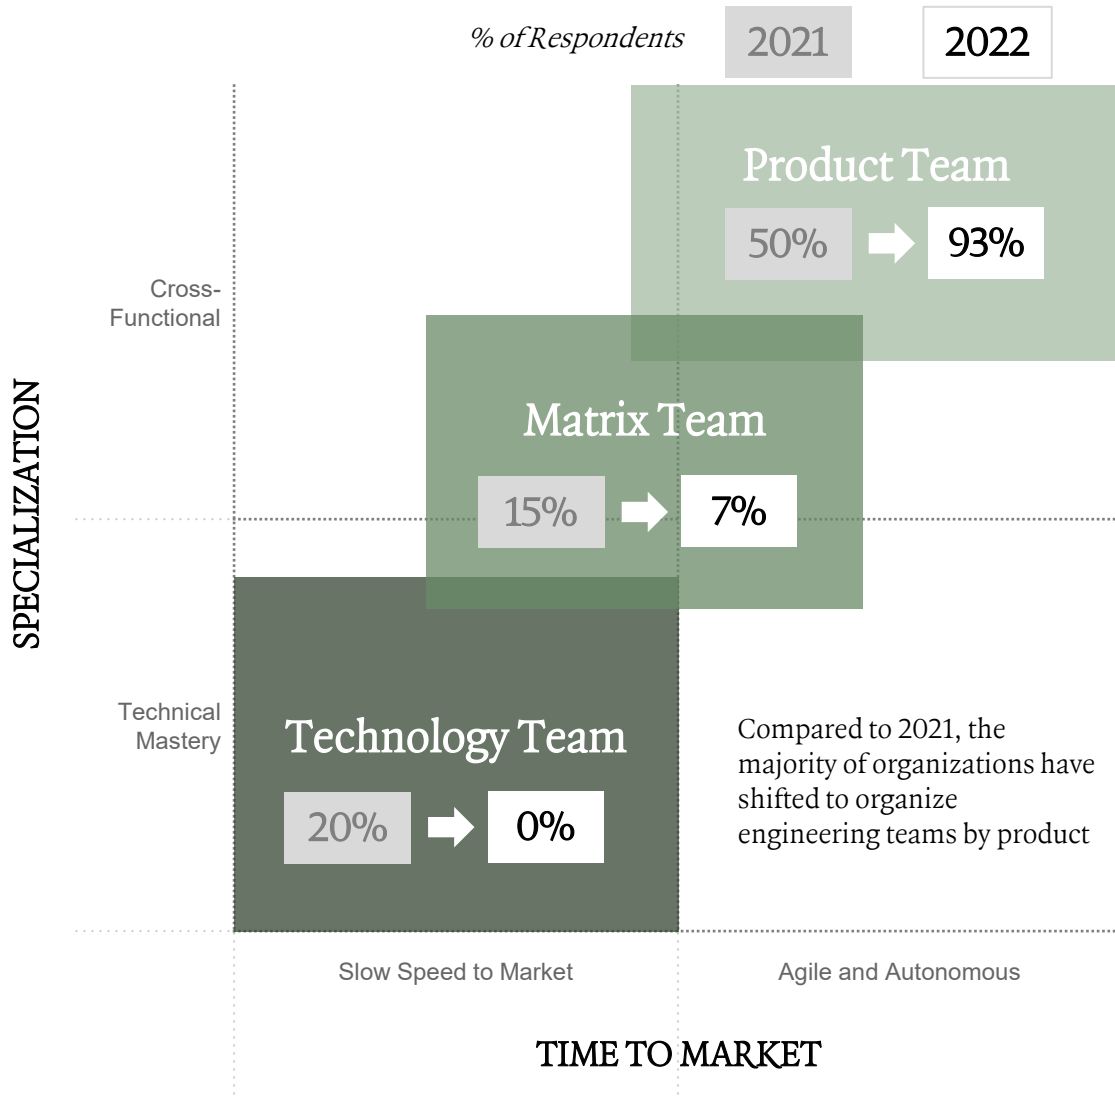 % of Respondents
2021
2022
Product Team
50%
93%
Cross-
Functional
Matrix Team
15%
7%
SPECIALIZATION
Technical
Mastery
Technology Team
20%
0%
Compared to 2021, the
majority of organizations have
shifted to organize
engineering teams by product
Slow Speed to Market
Agile and Autonomous
TIME TO MARKET